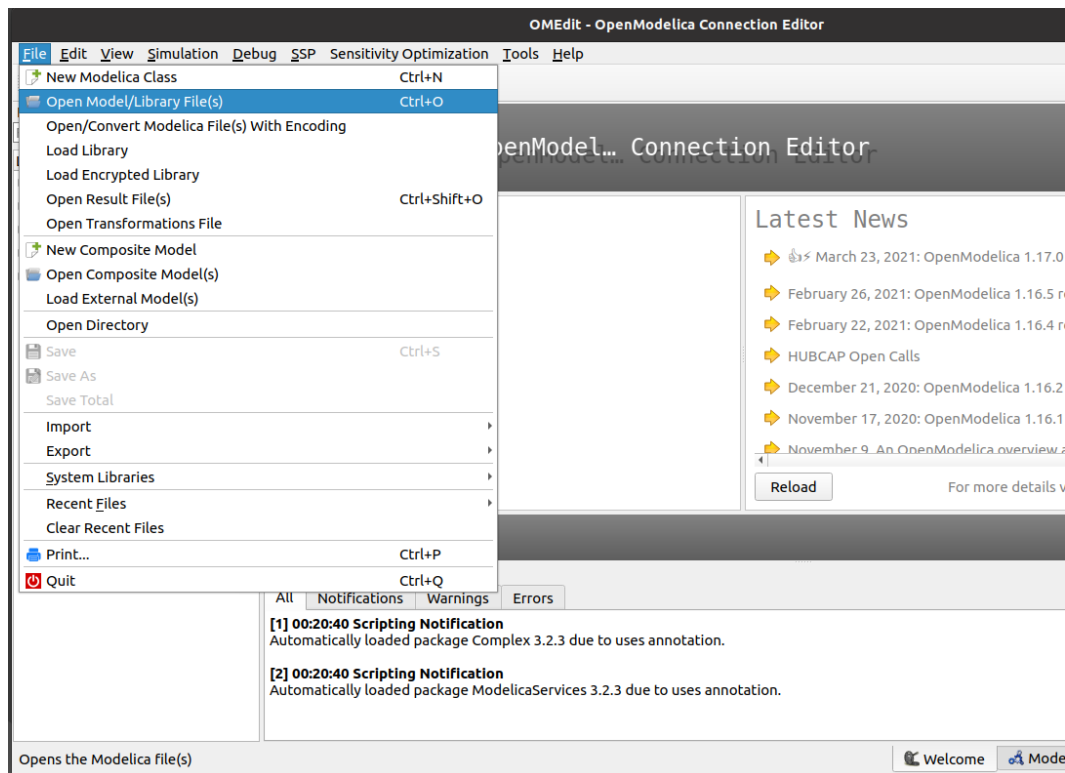 OMEdit - OpenModelica Connection Editor
File Edit View Simulation Debug SSP Sensitivity Optimization Tools Help
New Modelica Class Ctrl+N
Open Model/Library File(s) Ctrl+O
Open/Convert Modelica File(s) With Encoding
Load Library
Load Encrypted Library
Open Result File(s) Ctrl+Shift+O
Open Transformations File
New Composite Model
Open Composite Model(s)
Load External Model(s)
Open Directory
Save Ctrl+S
Save As
Save Total
Import
Export
System Libraries
Recent Files
Clear Recent Files
Print... Ctrl+P
Quit Ctrl+Q
penModel… Connection Editor
Latest News
March 23, 2021: OpenModelica 1.17.0
February 26, 2021: OpenModelica 1.16.5 r
February 22, 2021: OpenModelica 1.16.4 r
HUBCAP Open Calls
December 21, 2020: OpenModelica 1.16.2
November 17, 2020: OpenModelica 1.16.1
November 9, An OpenModelica overview a
Reload For more details v
All Notifications Warnings Errors
[1] 00:20:40 Scripting Notification
Automatically loaded package Complex 3.2.3 due to uses annotation.
[2] 00:20:40 Scripting Notification
Automatically loaded package ModelicaServices 3.2.3 due to uses annotation.
Opens the Modelica file(s)
Welcome Mode